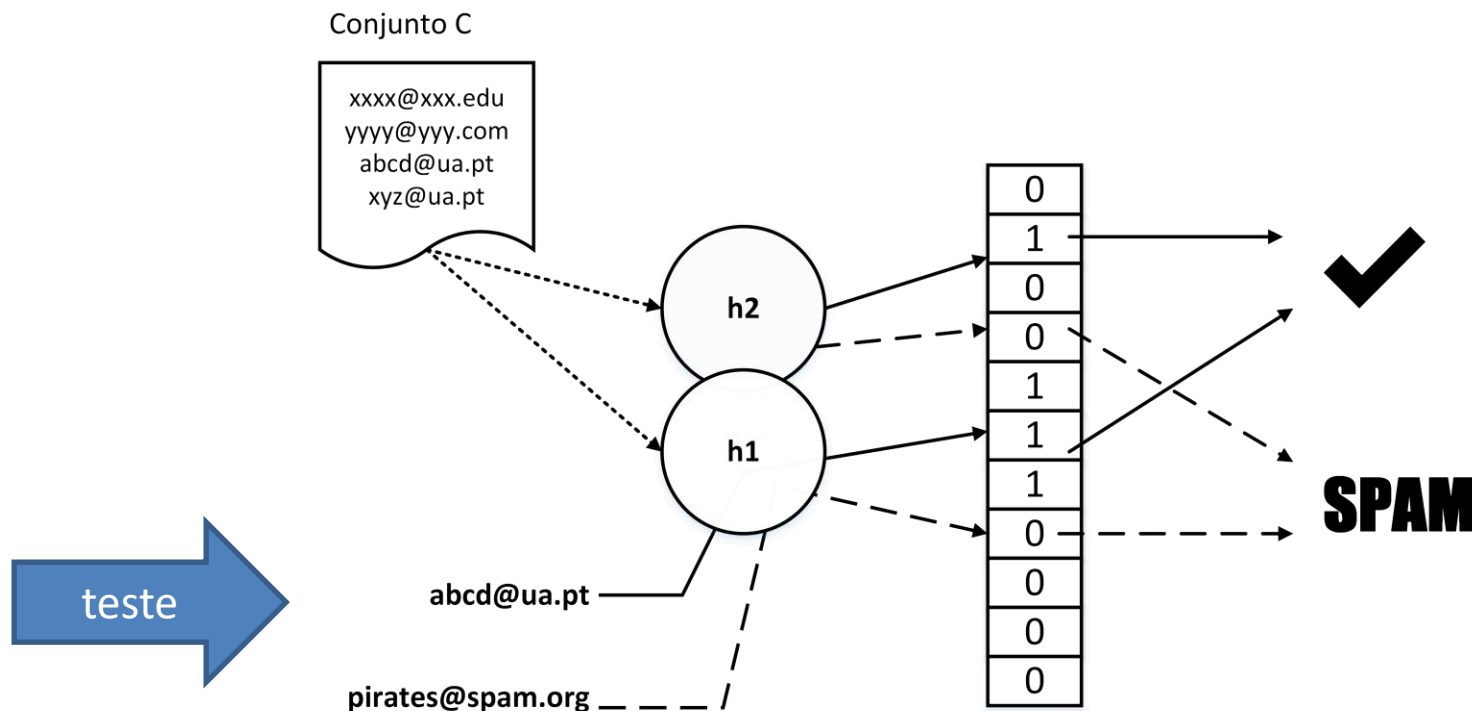 Conjunto C
xxxx@xxx.edu
yyyy@yyy.com
abcd@ua.pt
xyz@ua.pt
h2
h1
0
1
0
0
1
1
1
0
0
0
0
SPAM
teste
abcd@ua.pt
pirates@spam.org